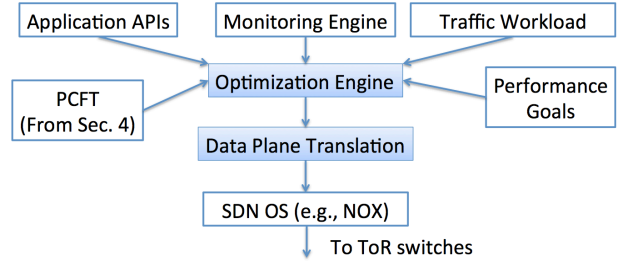 Application APIs
Monitoring Engine
Traffic Workload
Optimization Engine
PCFT
(From Sec. 4)
Performance
Goals
Data Plane Translation
SDN OS (e.g., NOX)
To ToR switches